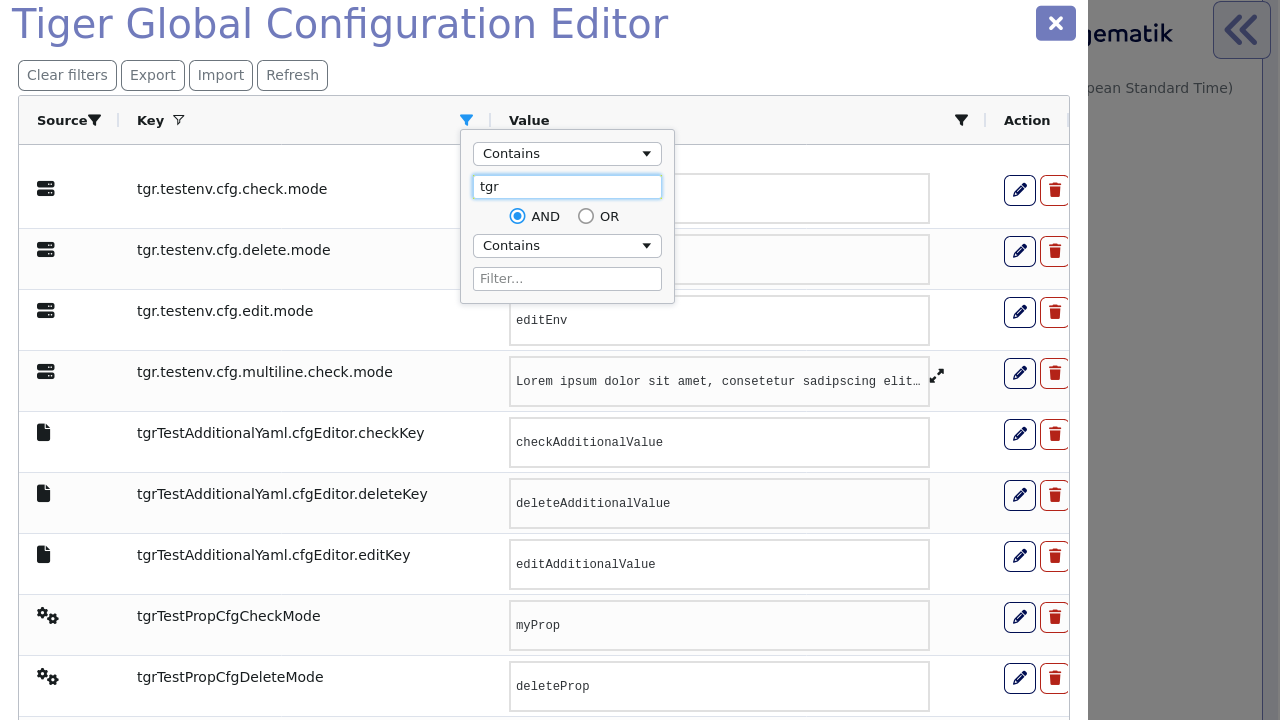 Tiger Global Configuration Editor
gematik
Clear filters Export Import Refresh
pean Standard Time)
Source Key Value Action
Contains
tgr
AND OR
Contains
Filter...
tgr.testenv.cfg.check.mode
tgr.testenv.cfg.delete.mode
tgr.testenv.cfg.edit.mode editEnv
tgr.testenv.cfg.multiline.check.mode Lorem ipsum dolor sit amet, consetetur sadipscing elit…
tgrTestAdditionalYaml.cfgEditor.checkKey checkAdditionalValue
tgrTestAdditionalYaml.cfgEditor.deleteKey deleteAdditionalValue
tgrTestAdditionalYaml.cfgEditor.editKey editAdditionalValue
tgrTestPropCfgCheckMode myProp
tgrTestPropCfgDeleteMode deleteProp